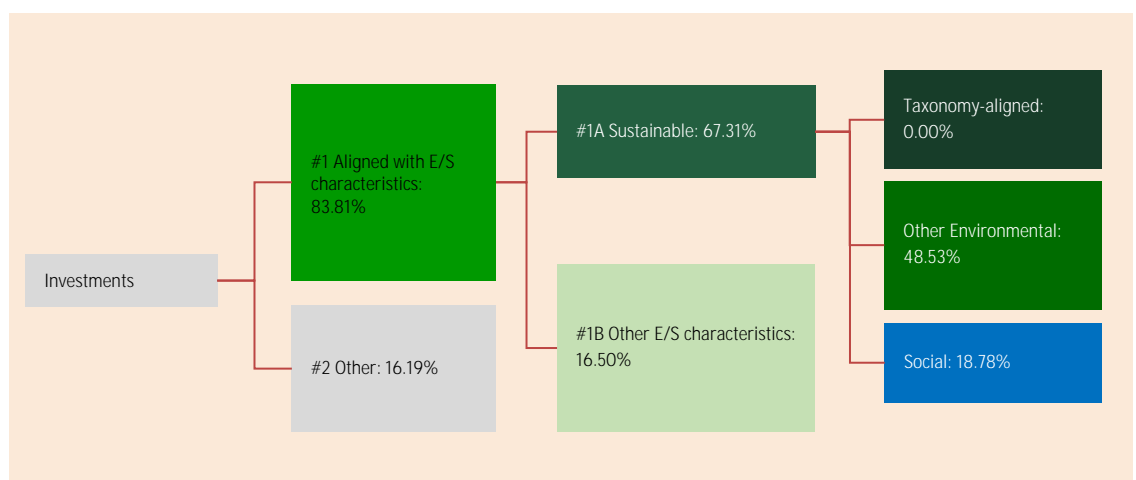 Investments
#1 Aligned with E/S
characteristics:
83.81%
#2 Other: 16.19%
#1A Sustainable: 67.31%
#1B Other E/S characteristics:
16.50%
Taxonomy-aligned:
0.00%
Other Environmental:
48.53%
Social: 18.78%